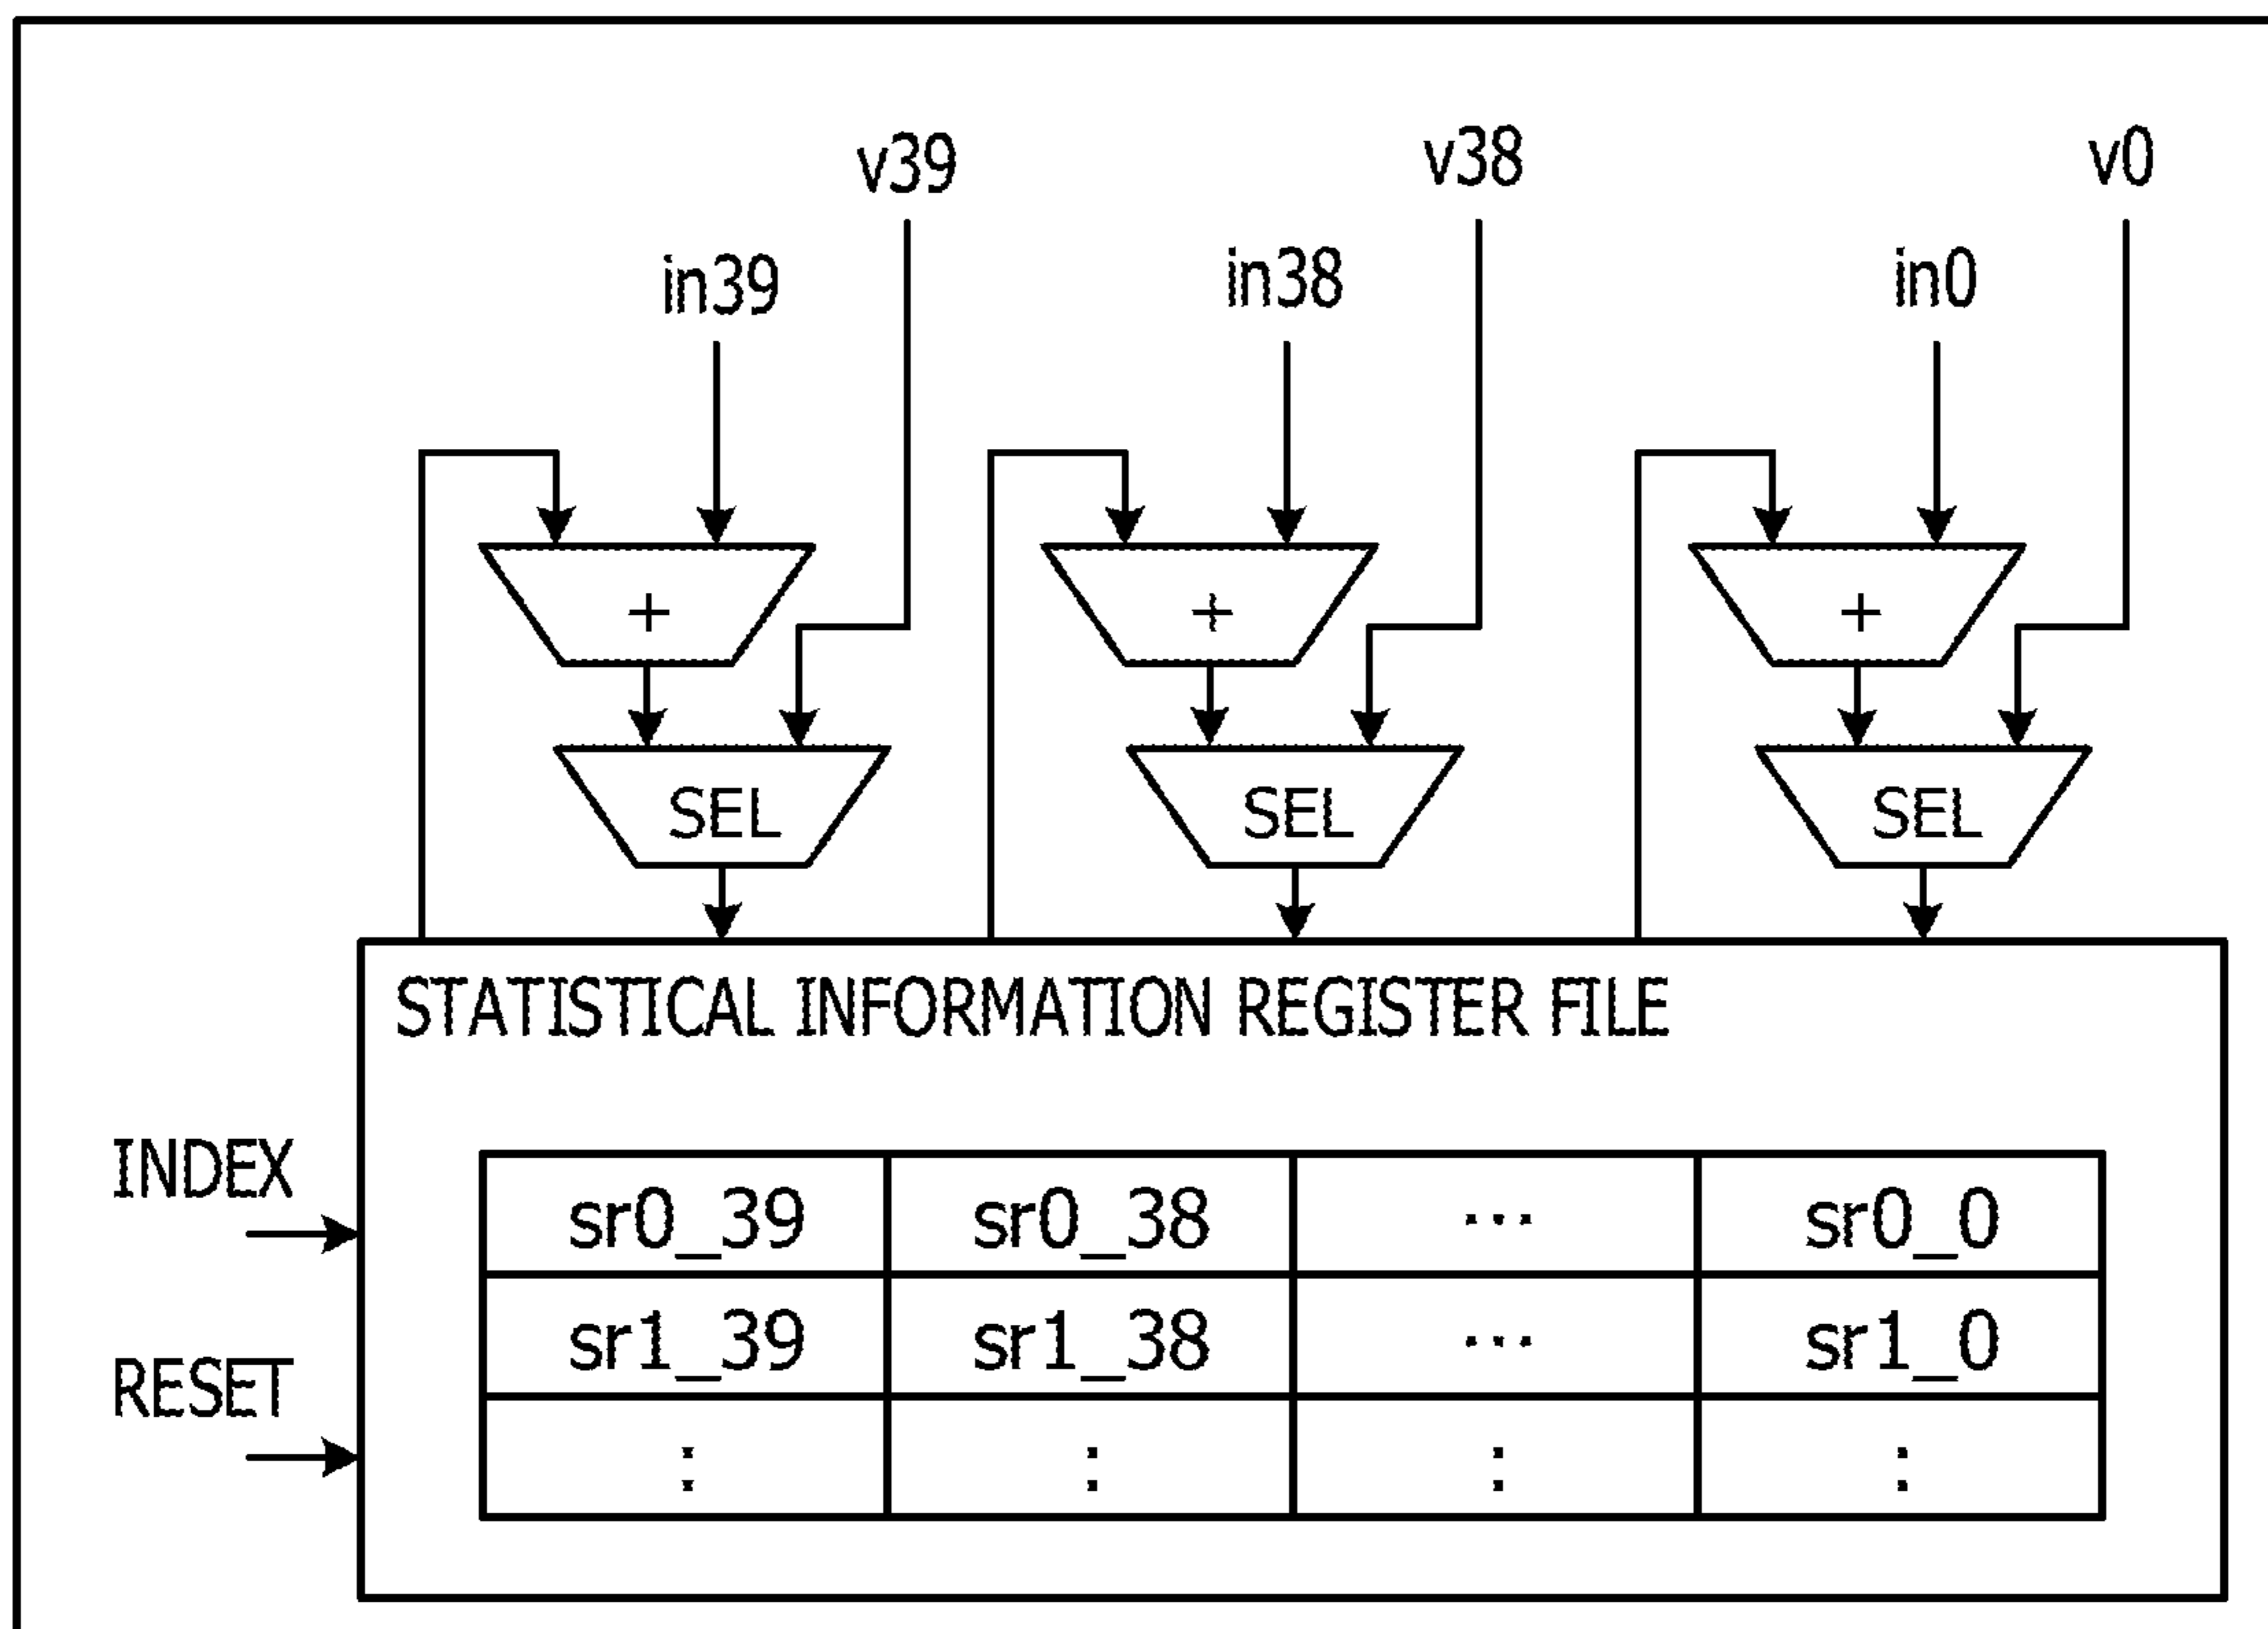 v39 v38 v0
in39 in38 in0
+ + +
SEL SEL SEL
STATISTICAL INFORMATION REGISTER FILE
INDEX
sr0_39 sr0_38 ... sr0_0
sr1_39 sr1_38 ... sr1_0
RESET
: : : :